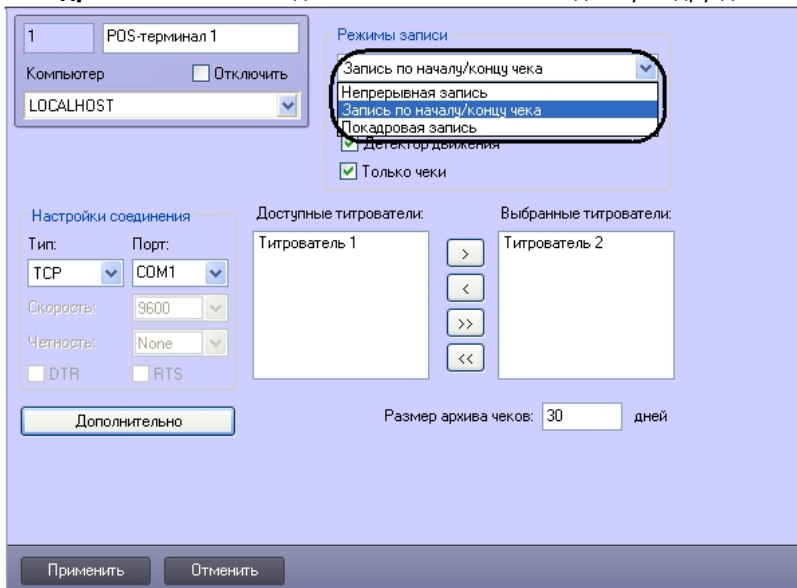 1 POS-терминал 1
Компьютер Отключить
LOCALHOST
Режимы записи
Запись по началу/концу чека
Непрерывная запись
Запись по началу/концу чека
Покадровая запись
Детектор движения
Только чеки
Настройки соединения
Тип: Порт:
TCP COM1
Скорость: 9600
Четность: None
DTR RTS
Дополнительно
Доступные титрователи:
Титрователь 1
>
<
>>
<<
Выбранные титрователи:
Титрователь 2
Размер архива чеков: 30 дней
Применить Отменить